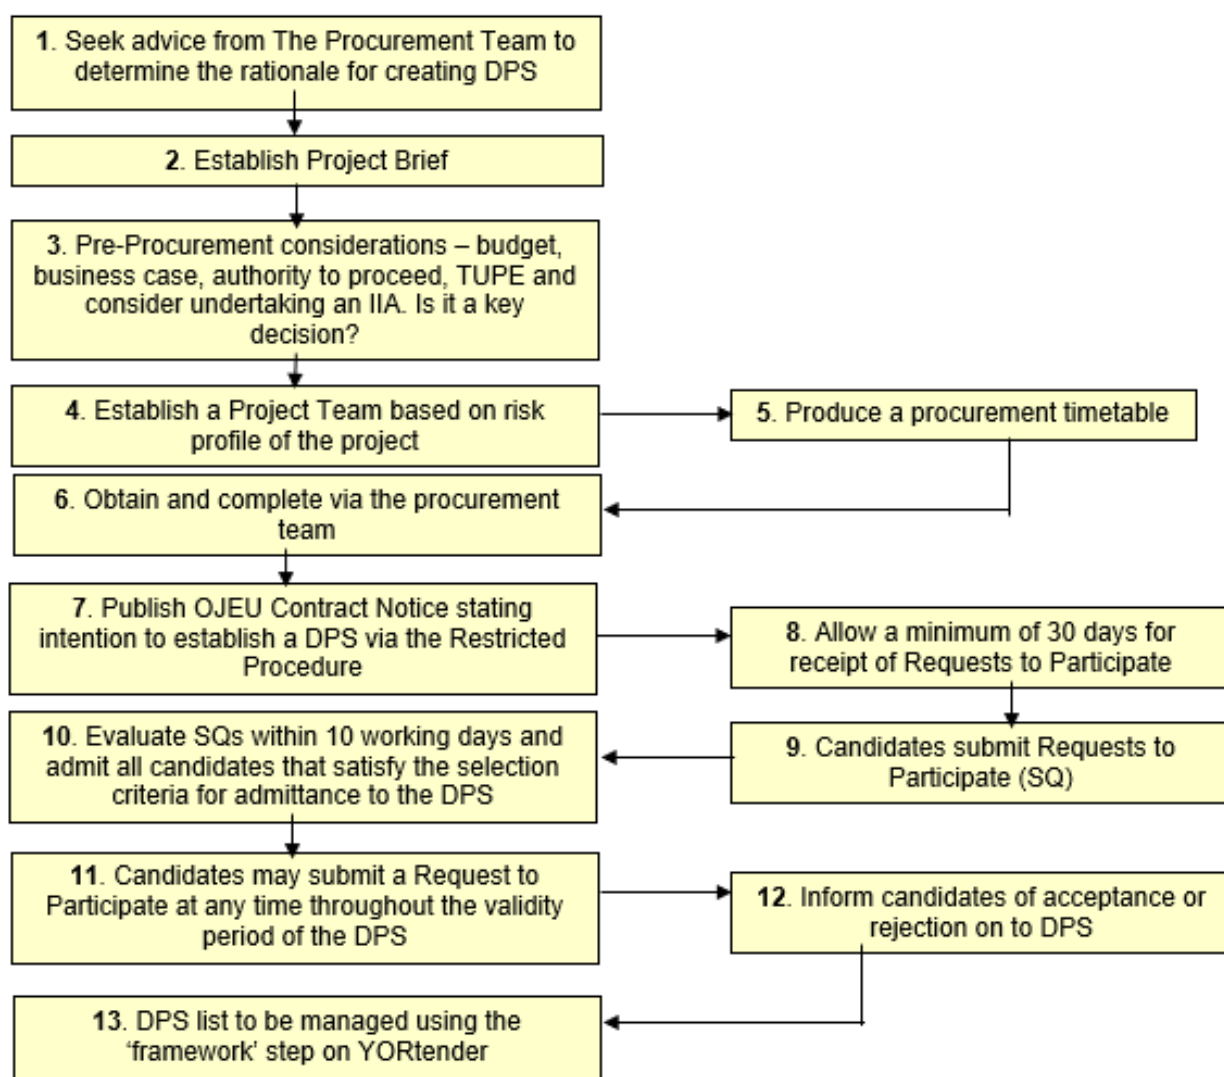 1. Seek advice from The Procurement Team to
determine the rationale for creating DPS
2. Establish Project Brief
3. Pre-Procurement considerations – budget,
business case, authority to proceed, TUPE and
consider undertaking an IIA. Is it a key
decision?
4. Establish a Project Team based on risk
profile of the project
5. Produce a procurement timetable
6. Obtain and complete via the procurement
team
7. Publish OJEU Contract Notice stating
intention to establish a DPS via the Restricted
Procedure
8. Allow a minimum of 30 days for
receipt of Requests to Participate
9. Candidates submit Requests to
Participate (SQ)
10. Evaluate SQs within 10 working days and
admit all candidates that satisfy the selection
criteria for admittance to the DPS
11. Candidates may submit a Request to
Participate at any time throughout the validity
period of the DPS
12. Inform candidates of acceptance or
rejection on to DPS
13. DPS list to be managed using the
‘framework’ step on YORtender